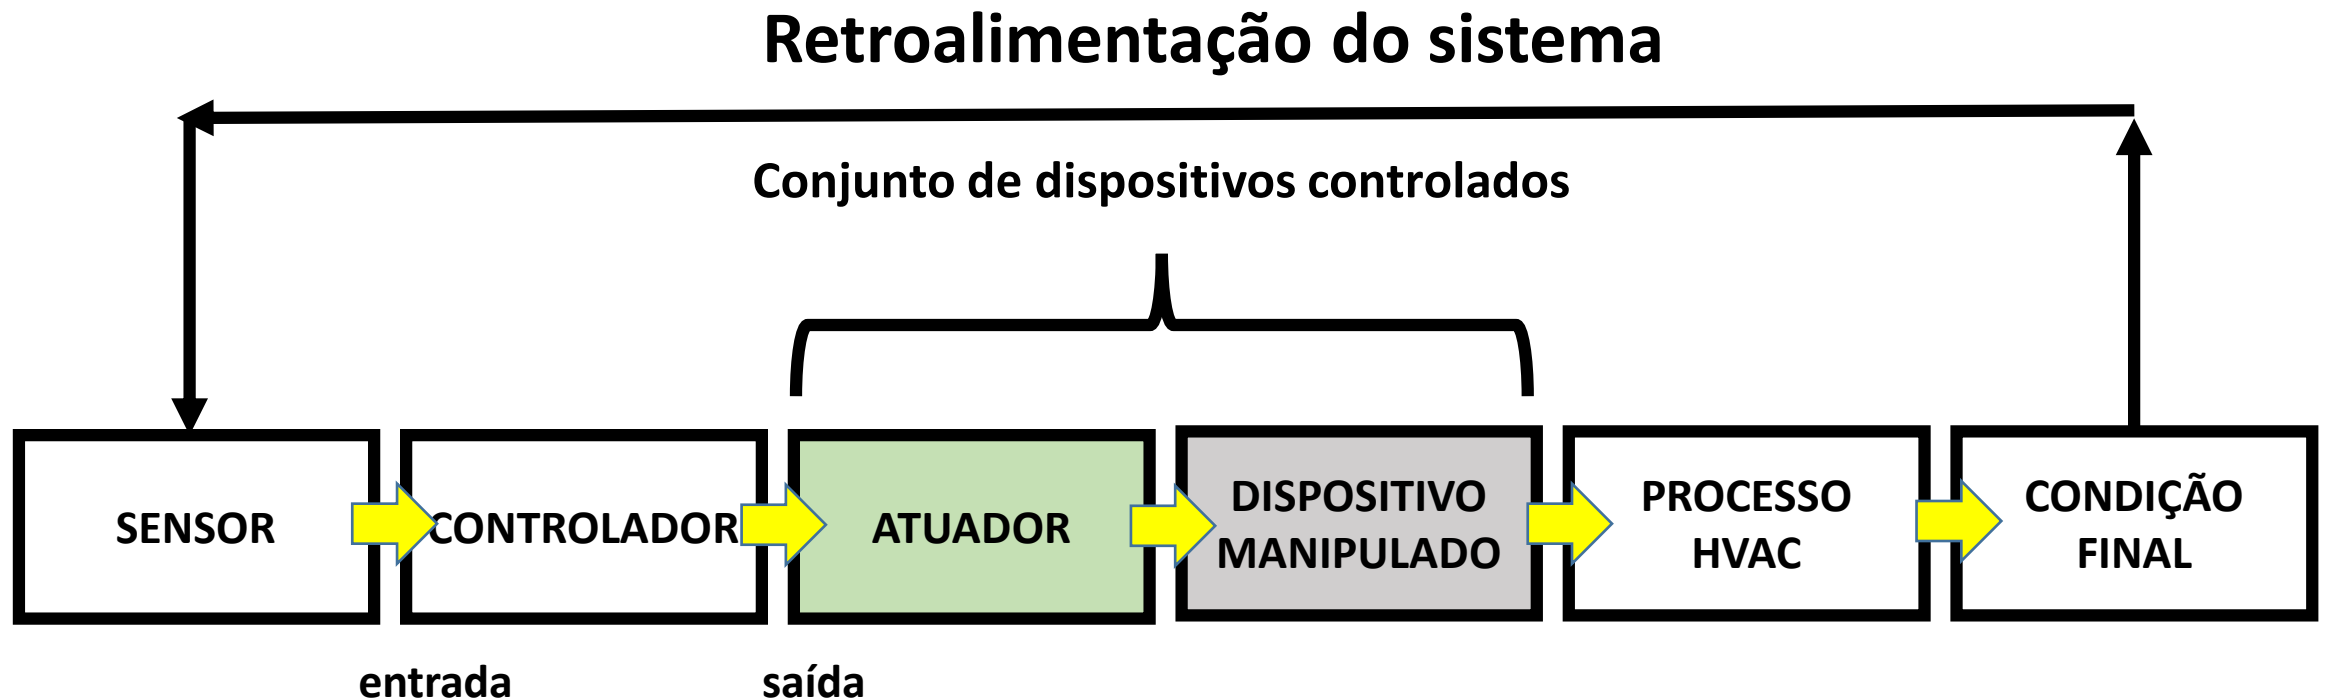 Retroalimentação do sistema
Conjunto de dispositivos controlados
SENSOR
CONTROLADOR
ATUADOR
DISPOSITIVO
MANIPULADO
PROCESSO
HVAC
CONDIÇÃO
FINAL
entrada
saída